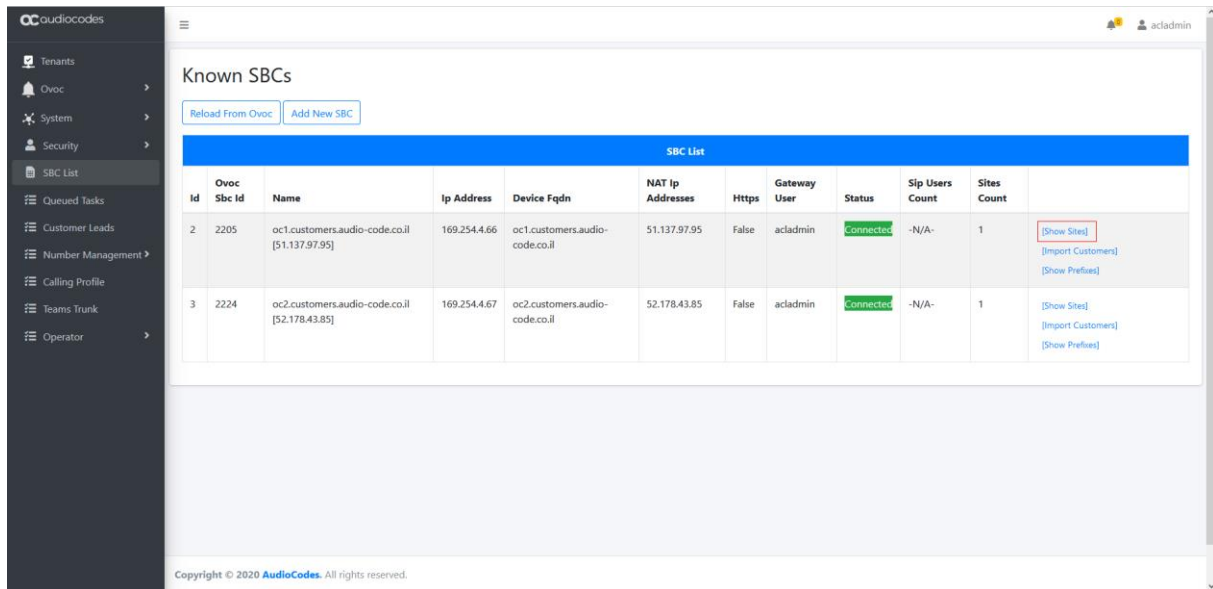 audiocodes
0
acladmin
Tenants
Ovoc
System
Security
SBC List
Queued Tasks
Customer Leads
Number Management
Calling Profile
Teams Trunk
Operator
Known SBCs
Reload From Ovoc
Add New SBC
SBC List
Id
Ovoc
Sbc Id
Name
Ip Address
Device Fqdn
NAT Ip
Addresses
Https
Gateway
User
Status
Sip Users
Count
Sites
Count
2
2205
oc1.customers.audio-code.co.il
[51.137.97.95]
169.254.4.66
oc1.customers.audio-
code.co.il
51.137.97.95
False
acladmin
Connected
-N/A-
1
[Show Sites]
[Import Customers]
[Show Prefixes]
3
2224
oc2.customers.audio-code.co.il
[52.178.43.85]
169.254.4.67
oc2.customers.audio-
code.co.il
52.178.43.85
False
acladmin
Connected
-N/A-
1
[Show Sites]
[Import Customers]
[Show Prefixes]
Copyright © 2020 AudioCodes. All rights reserved.